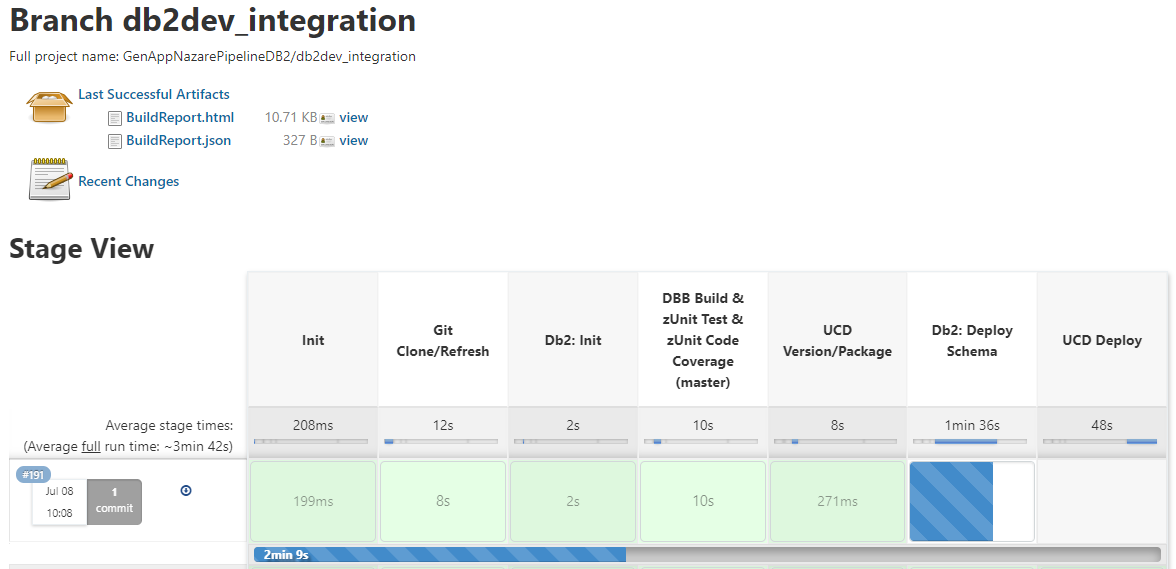 Branch db2dev_integration
Full project name: GenAppNazarePipelineDB2/db2dev_integration
Last Successful Artifacts
BuildReport.html 10.71 KB view
BuildReport.json 327 B view
Recent Changes
Stage View
Init
Git
Clone/Refresh
Db2: Init
DBB Build &
zUnit Test &
zUnit Code
Coverage
(master)
UCD
Version/Package
Db2: Deploy
Schema
UCD Deploy
Average stage times:
(Average full run time: ~3min 42s)
208ms 12s 2s 10s 8s 1min 36s 48s
#191
Jul 08
10:08
1
commit
199ms 8s 2s 10s 271ms
2min 9s